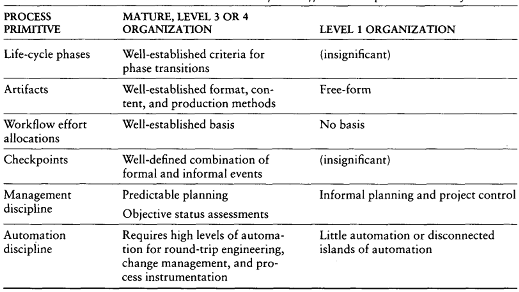 PROCESS PRIMITIVE
MATURE, LEVEL 3 OR 4 ORGANIZATION
LEVEL 1 ORGANIZATION
Life-cycle phases
Well-established criteria for
phase transitions
(insignificant)
Artifacts
Well-established format, con-
tent, and production methods
Free-form
Workflow effort
allocations
Well-established basis
No basis
Checkpoints
Well-defined combination of
formal and informal events
(insignificant)
Management
discipline
Predictable planning
Objective status assessments
Informal planning and project control
Automation
discipline
Requires high levels of automa-
tion for round-trip engineering,
change management, and pro-
cess instrumentation
Little automation or disconnected
islands of automation